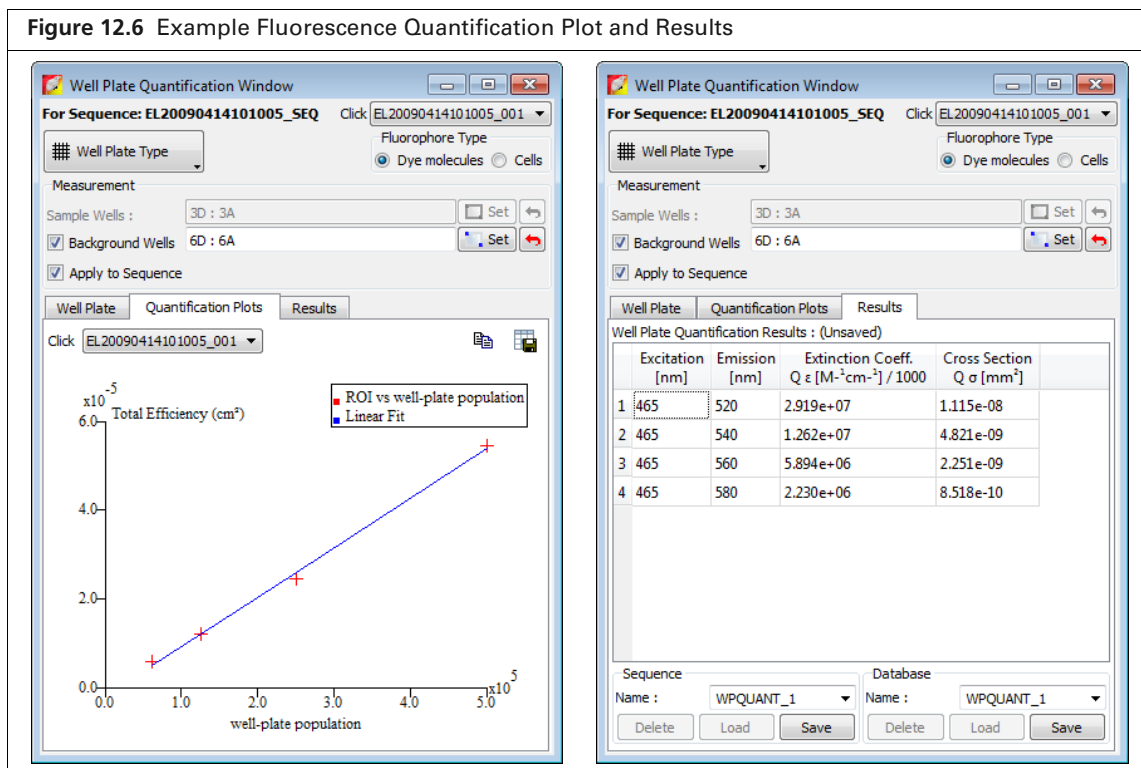 Figure 12.6 Example Fluorescence Quantification Plot and Results
Well Plate Quantification Window
For Sequence: EL20090414101005_SEQ Click EL20090414101005_001
Well Plate Type
Fluorophore Type
Dye molecules Cells
Measurement
Sample Wells : 3D : 3A Set
Background Wells 6D : 6A Set
Apply to Sequence
Well Plate Quantification Plots Results
Click EL20090414101005_001
x10-5
Total Efficiency (cm²)
ROI vs well-plate population
Linear Fit
6.0
4.0
2.0
0.0
0.0 1.0 2.0 3.0 4.0 5.0 x10 5
well-plate population
Well Plate Quantification Window
For Sequence: EL20090414101005_SEQ Click EL20090414101005_001
Well Plate Type
Fluorophore Type
Dye molecules Cells
Measurement
Sample Wells : 3D : 3A Set
Background Wells 6D : 6A Set
Apply to Sequence
Well Plate Quantification Plots Results
Well Plate Quantification Results : (Unsaved)
Excitation Emission Extinction Coeff. Cross Section
[nm] [nm] Q ε [M-¹cm-¹] / 1000 Q σ [mm²]
1 465 520 2.919e+07 1.115e-08
2 465 540 1.262e+07 4.821e-09
3 465 560 5.894e+06 2.251e-09
4 465 580 2.230e+06 8.518e-10
Sequence Database
Name : WPQUANT_1 Name : WPQUANT_1
Delete Load Save Delete Load Save